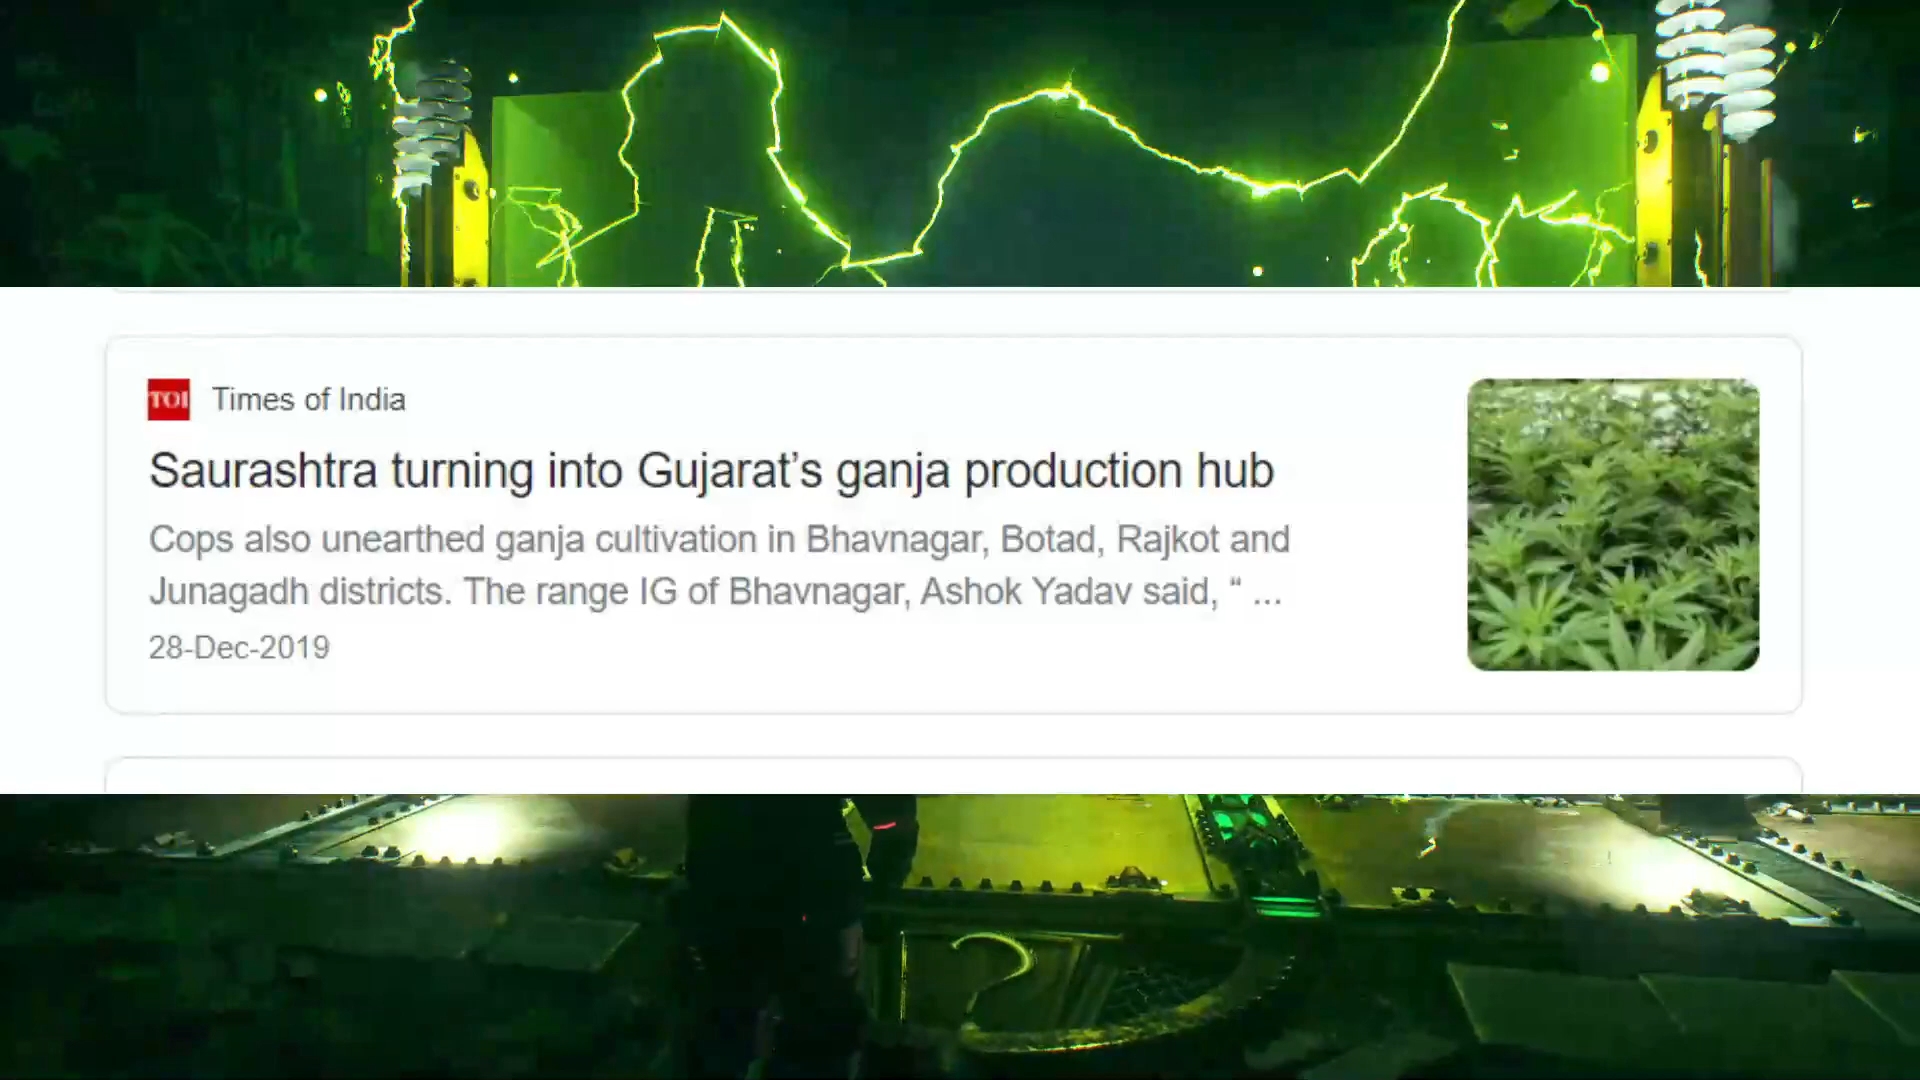 TOI Times of India
Saurashtra turning into Gujarat’s ganja production hub
Cops also unearthed ganja cultivation in Bhavnagar, Botad, Rajkot and
Junagadh districts. The range IG of Bhavnagar, Ashok Yadav said, “ ...
28-Dec-2019